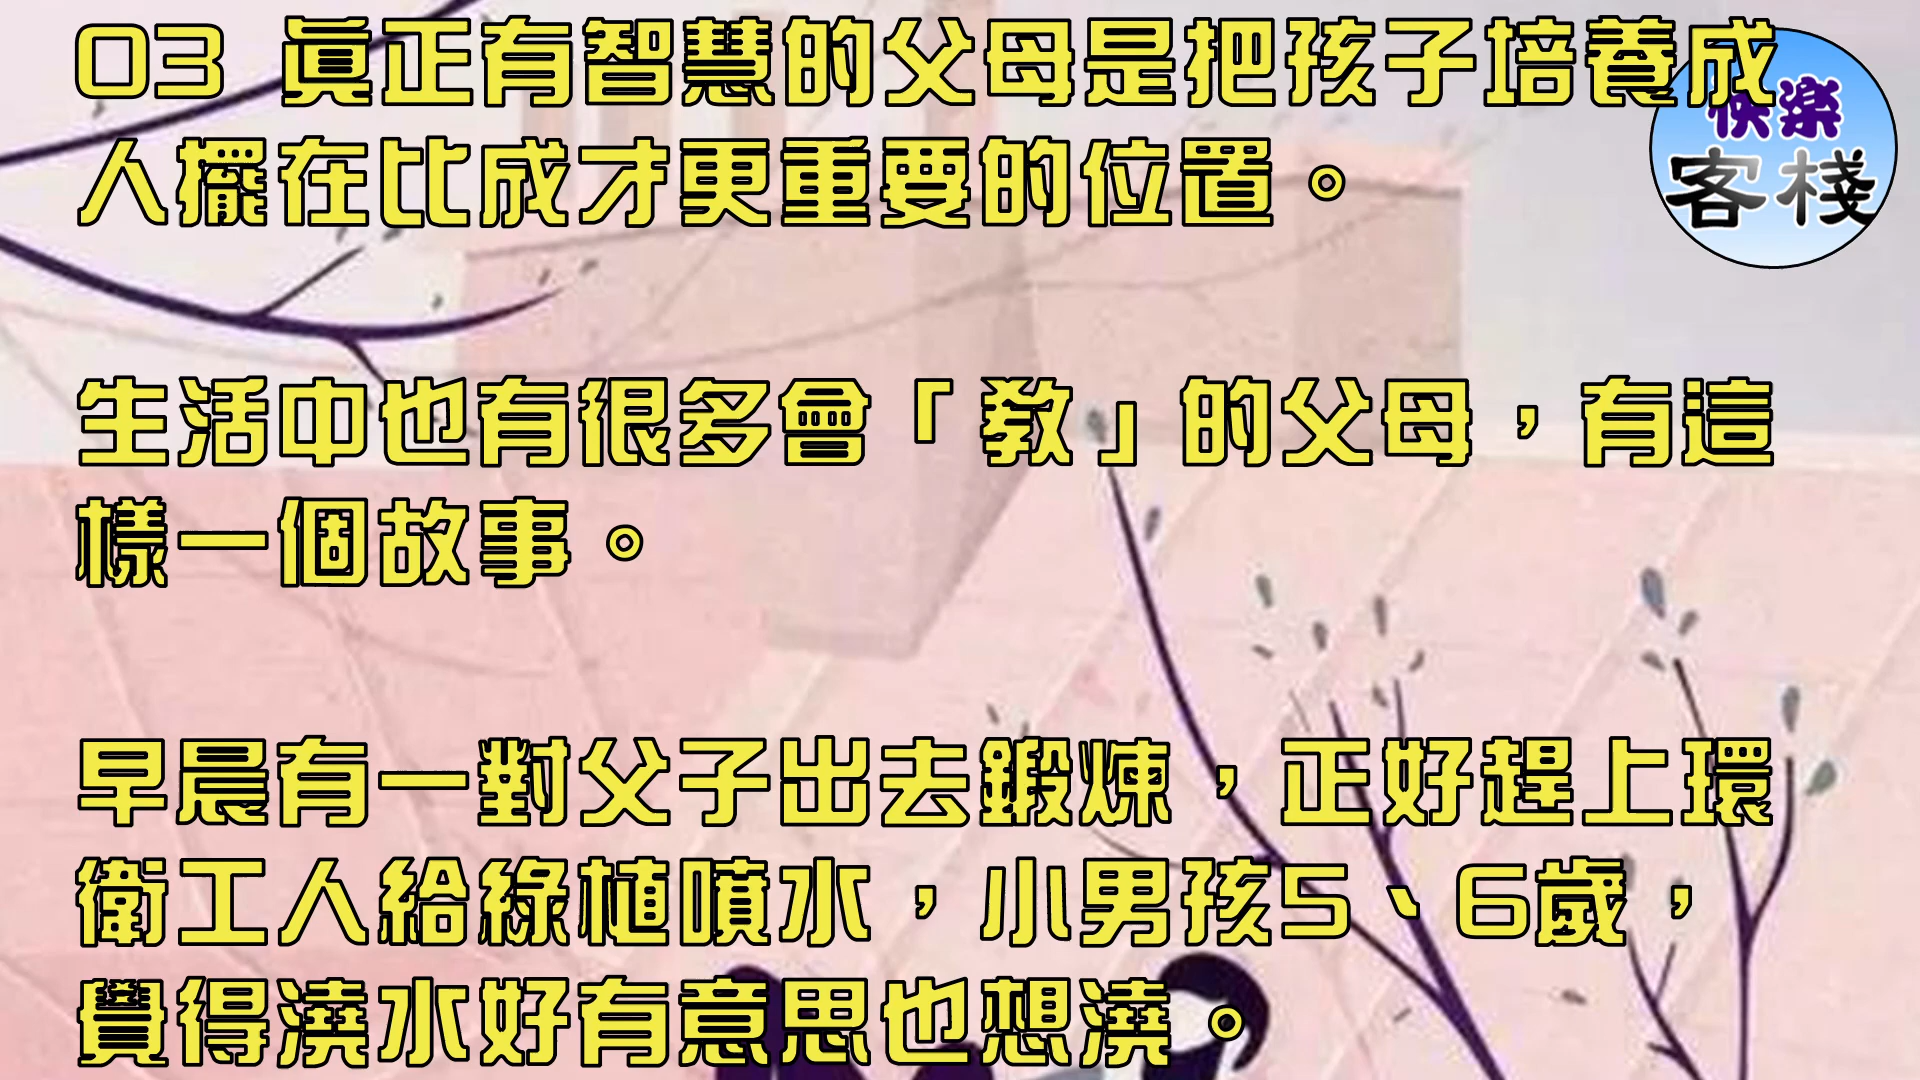 03 真正有智慧的父母是把孩子培養成
人擺在比成才更重要的位置。
快樂
客棧
生活中也有很多會「教」的父母，有這
樣一個故事。
早晨有一對父子出去鍛煉，正好趕上環
衛工人給綠植噴水，小男孩5、6歲，
覺得澆水好有意思也想澆。